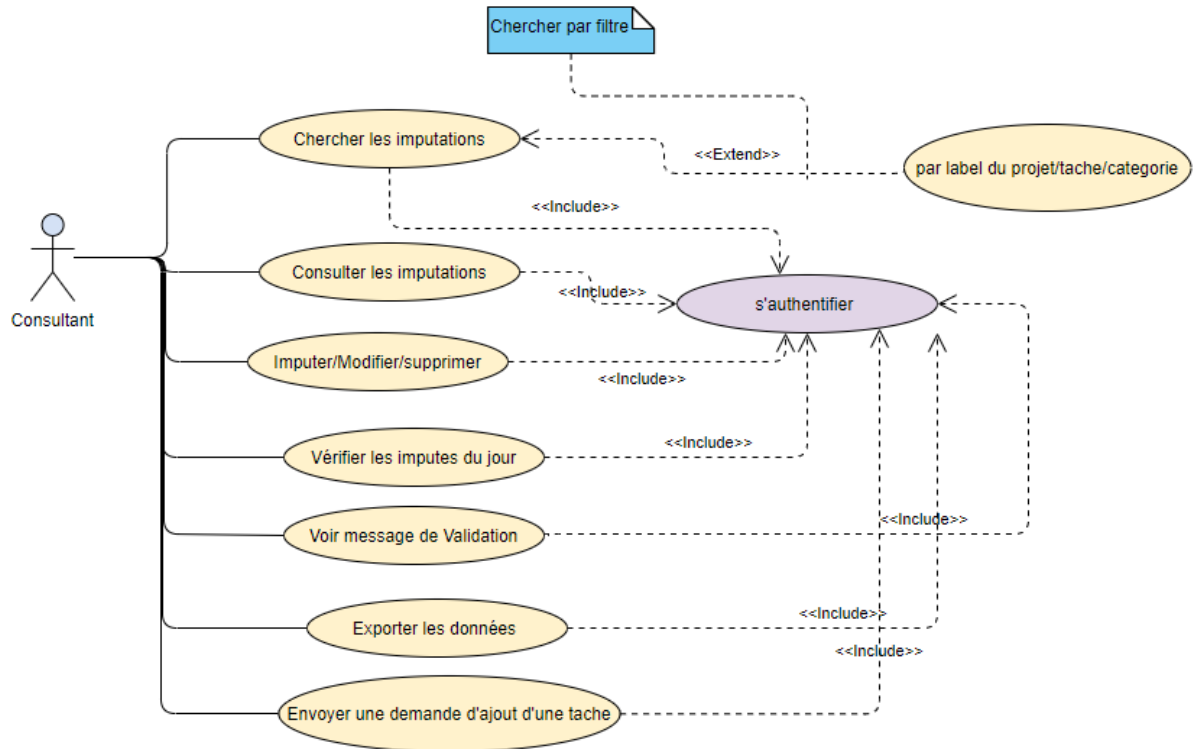 Chercher par filtre
Chercher les imputations
<<Extend>>
par label du projet/tache/categorie
<<Include>>
Consulter les imputations
<<Include>>
s'authentifier
Consultant
Imputer/Modifier/supprimer
<<Include>>
Vérifier les imputes du jour
<<Include>>
Voir message de Validation
<<Include>>
Exporter les données
<<Include>>
<<Include>>
Envoyer une demande d'ajout d'une tache